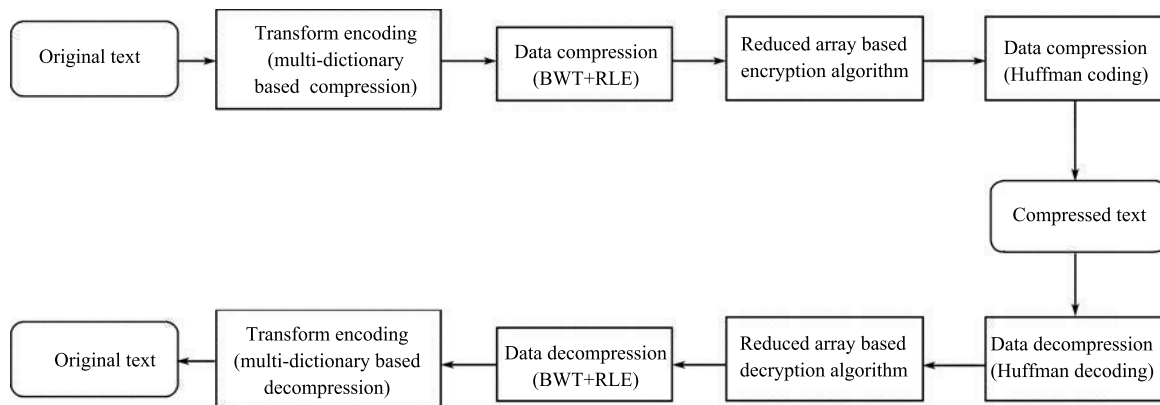 Original text
Transform encoding
(multi-dictionary
based compression)
Data compression
(BWT+RLE)
Reduced array based
encryption algorithm
Data compression
(Huffman coding)
Compressed text
Original text
Transform encoding
(multi-dictionary based
decompression)
Data decompression
(BWT+RLE)
Reduced array based
decryption algorithm
Data decompression
(Huffman decoding)